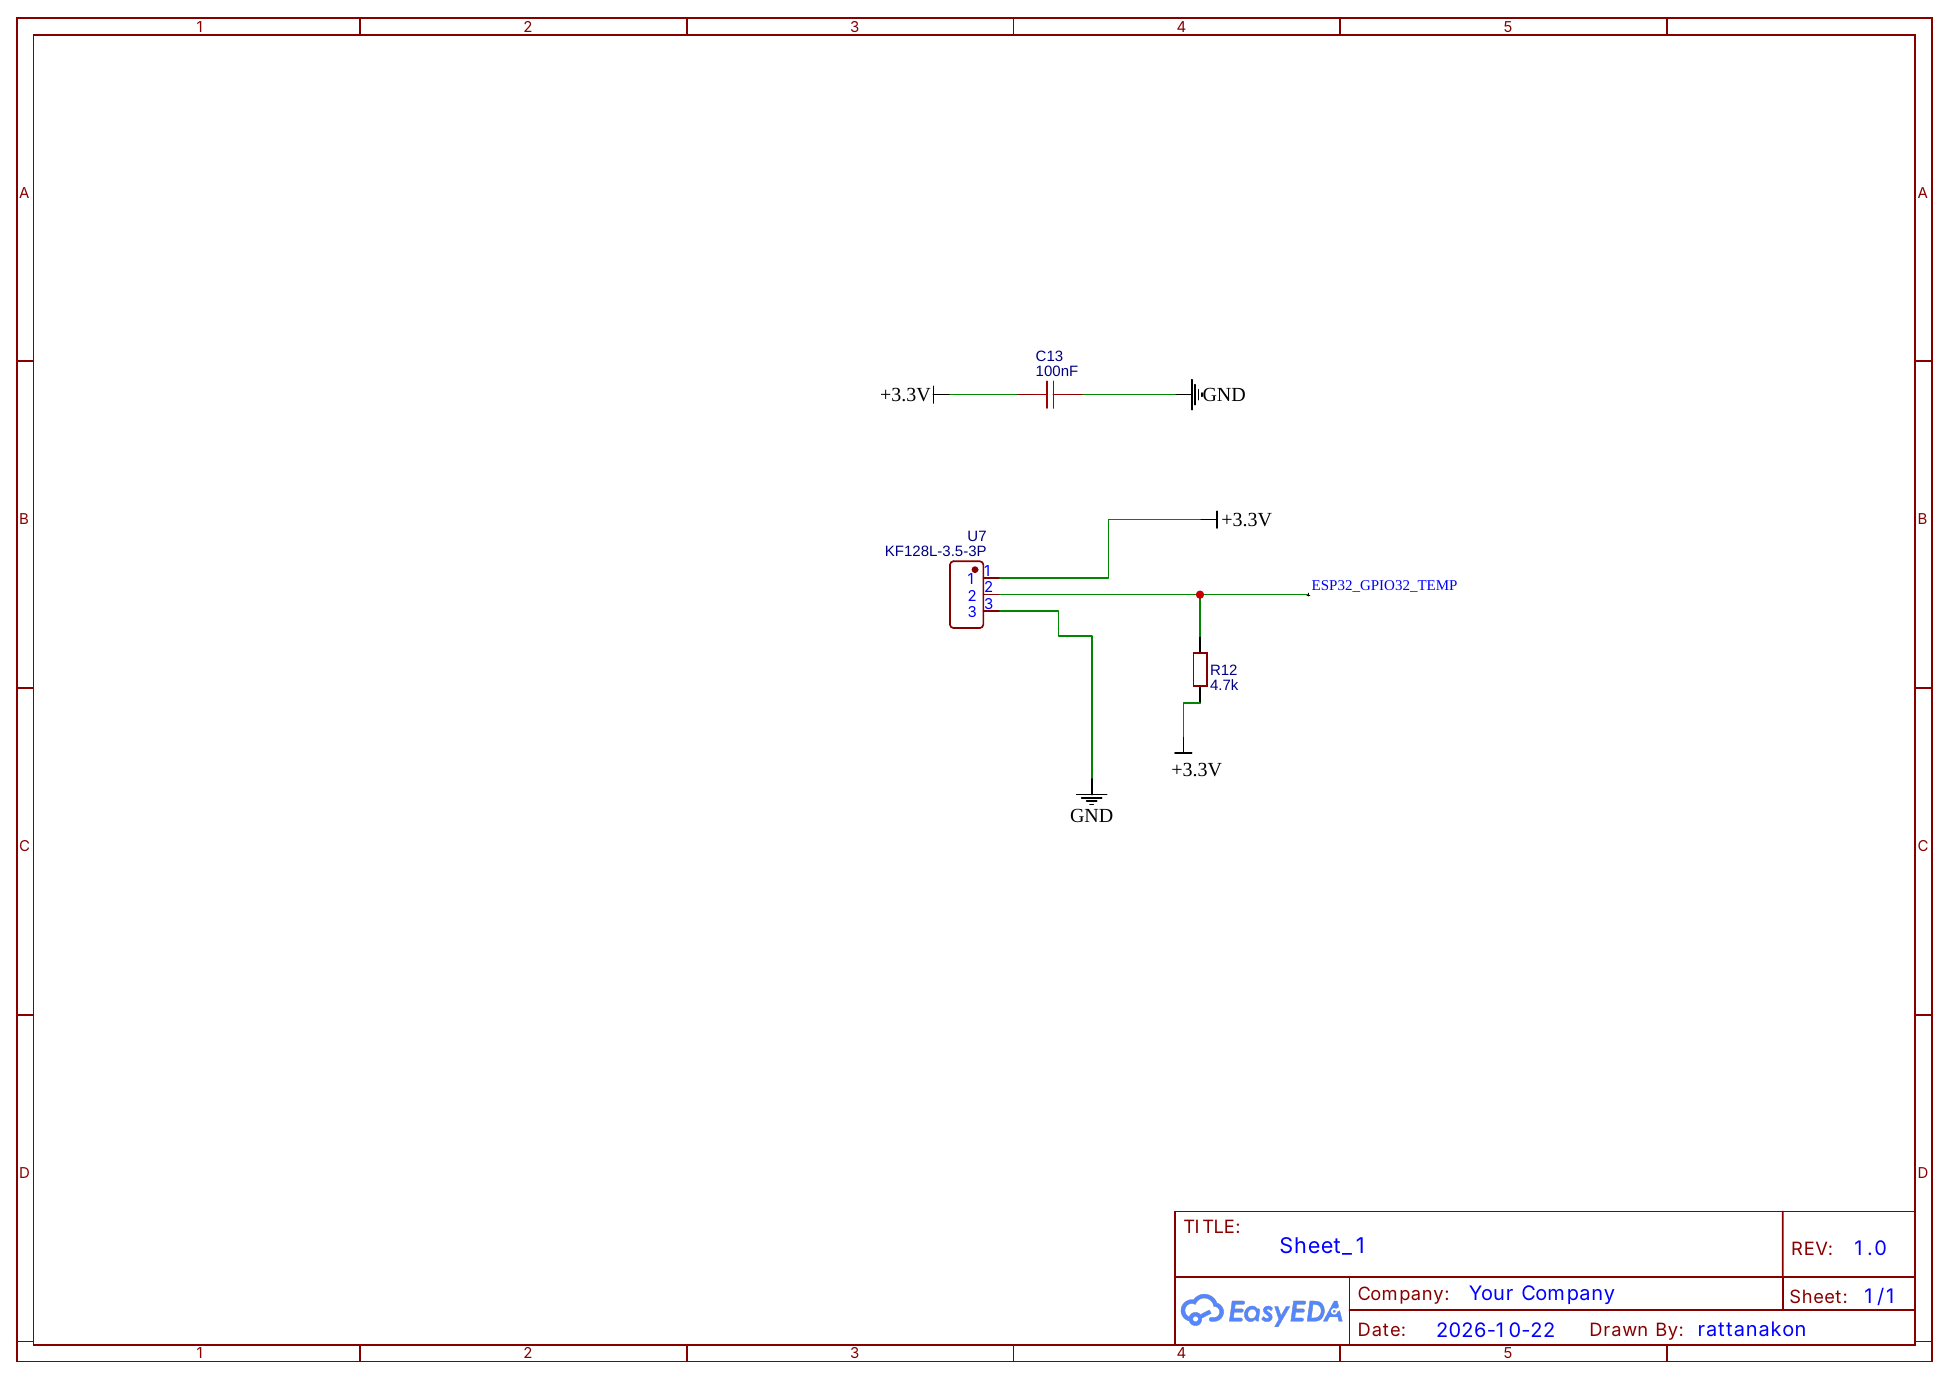 1 2 3 4 5
A A
C13
100nF
+3.3V GND
+3.3V
B B
U7
KF128L-3.5-3P
1 1
2 2
3 3
ESP32_GPIO32_TEMP
R12
4.7k
+3.3V
GND
C C
D D
TITLE:
Sheet_1
REV: 1.0
EasyEDA
Company: Your Company
Sheet: 1/1
Date: 2026-10-22 Drawn By: rattanakon
1 2 3 4 5